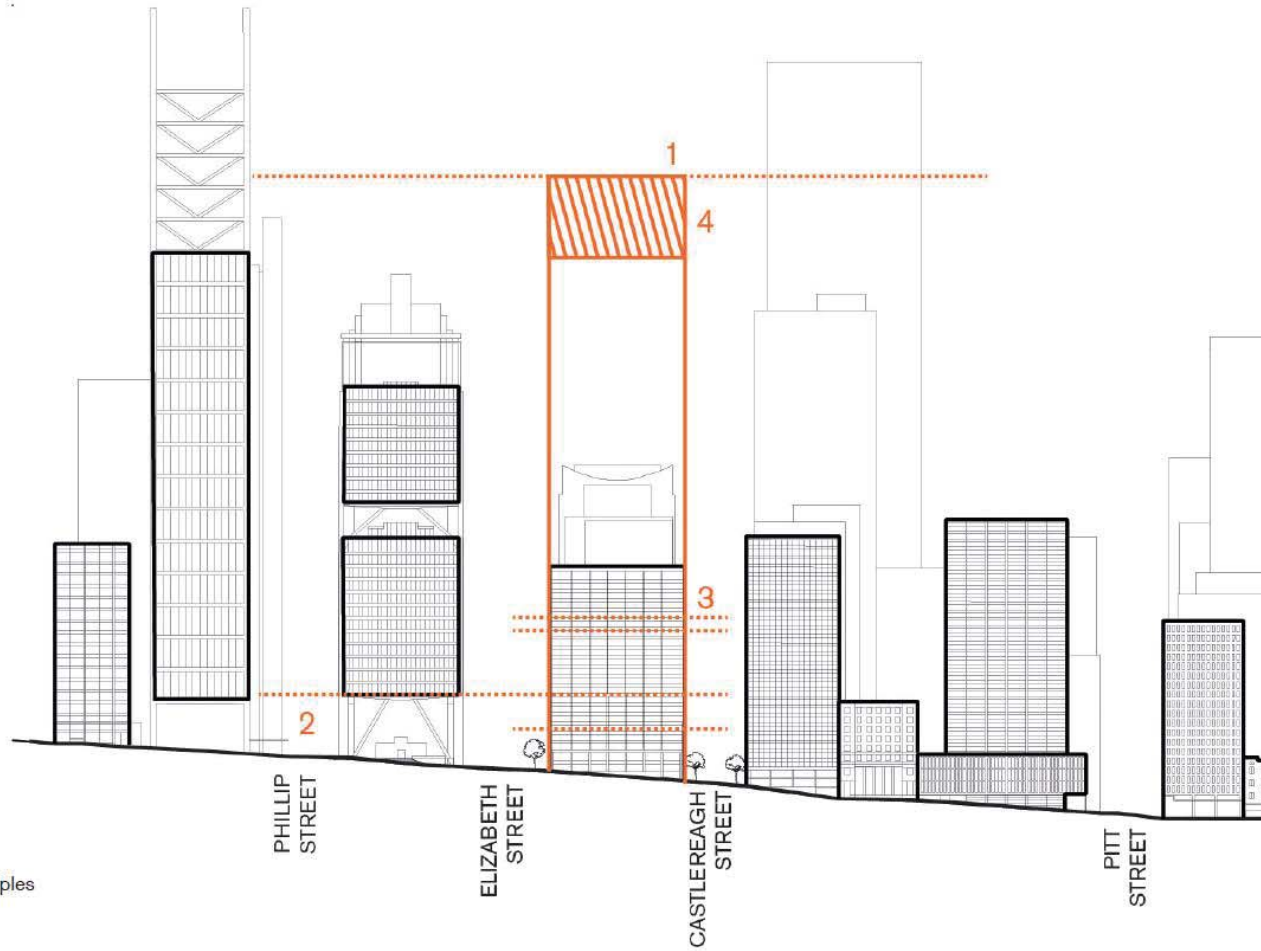 1
4
3
2
PHILLIP
STREET
ELIZABETH
STREET
CASTLEREAGH
STREET
PITT
STREET
ples